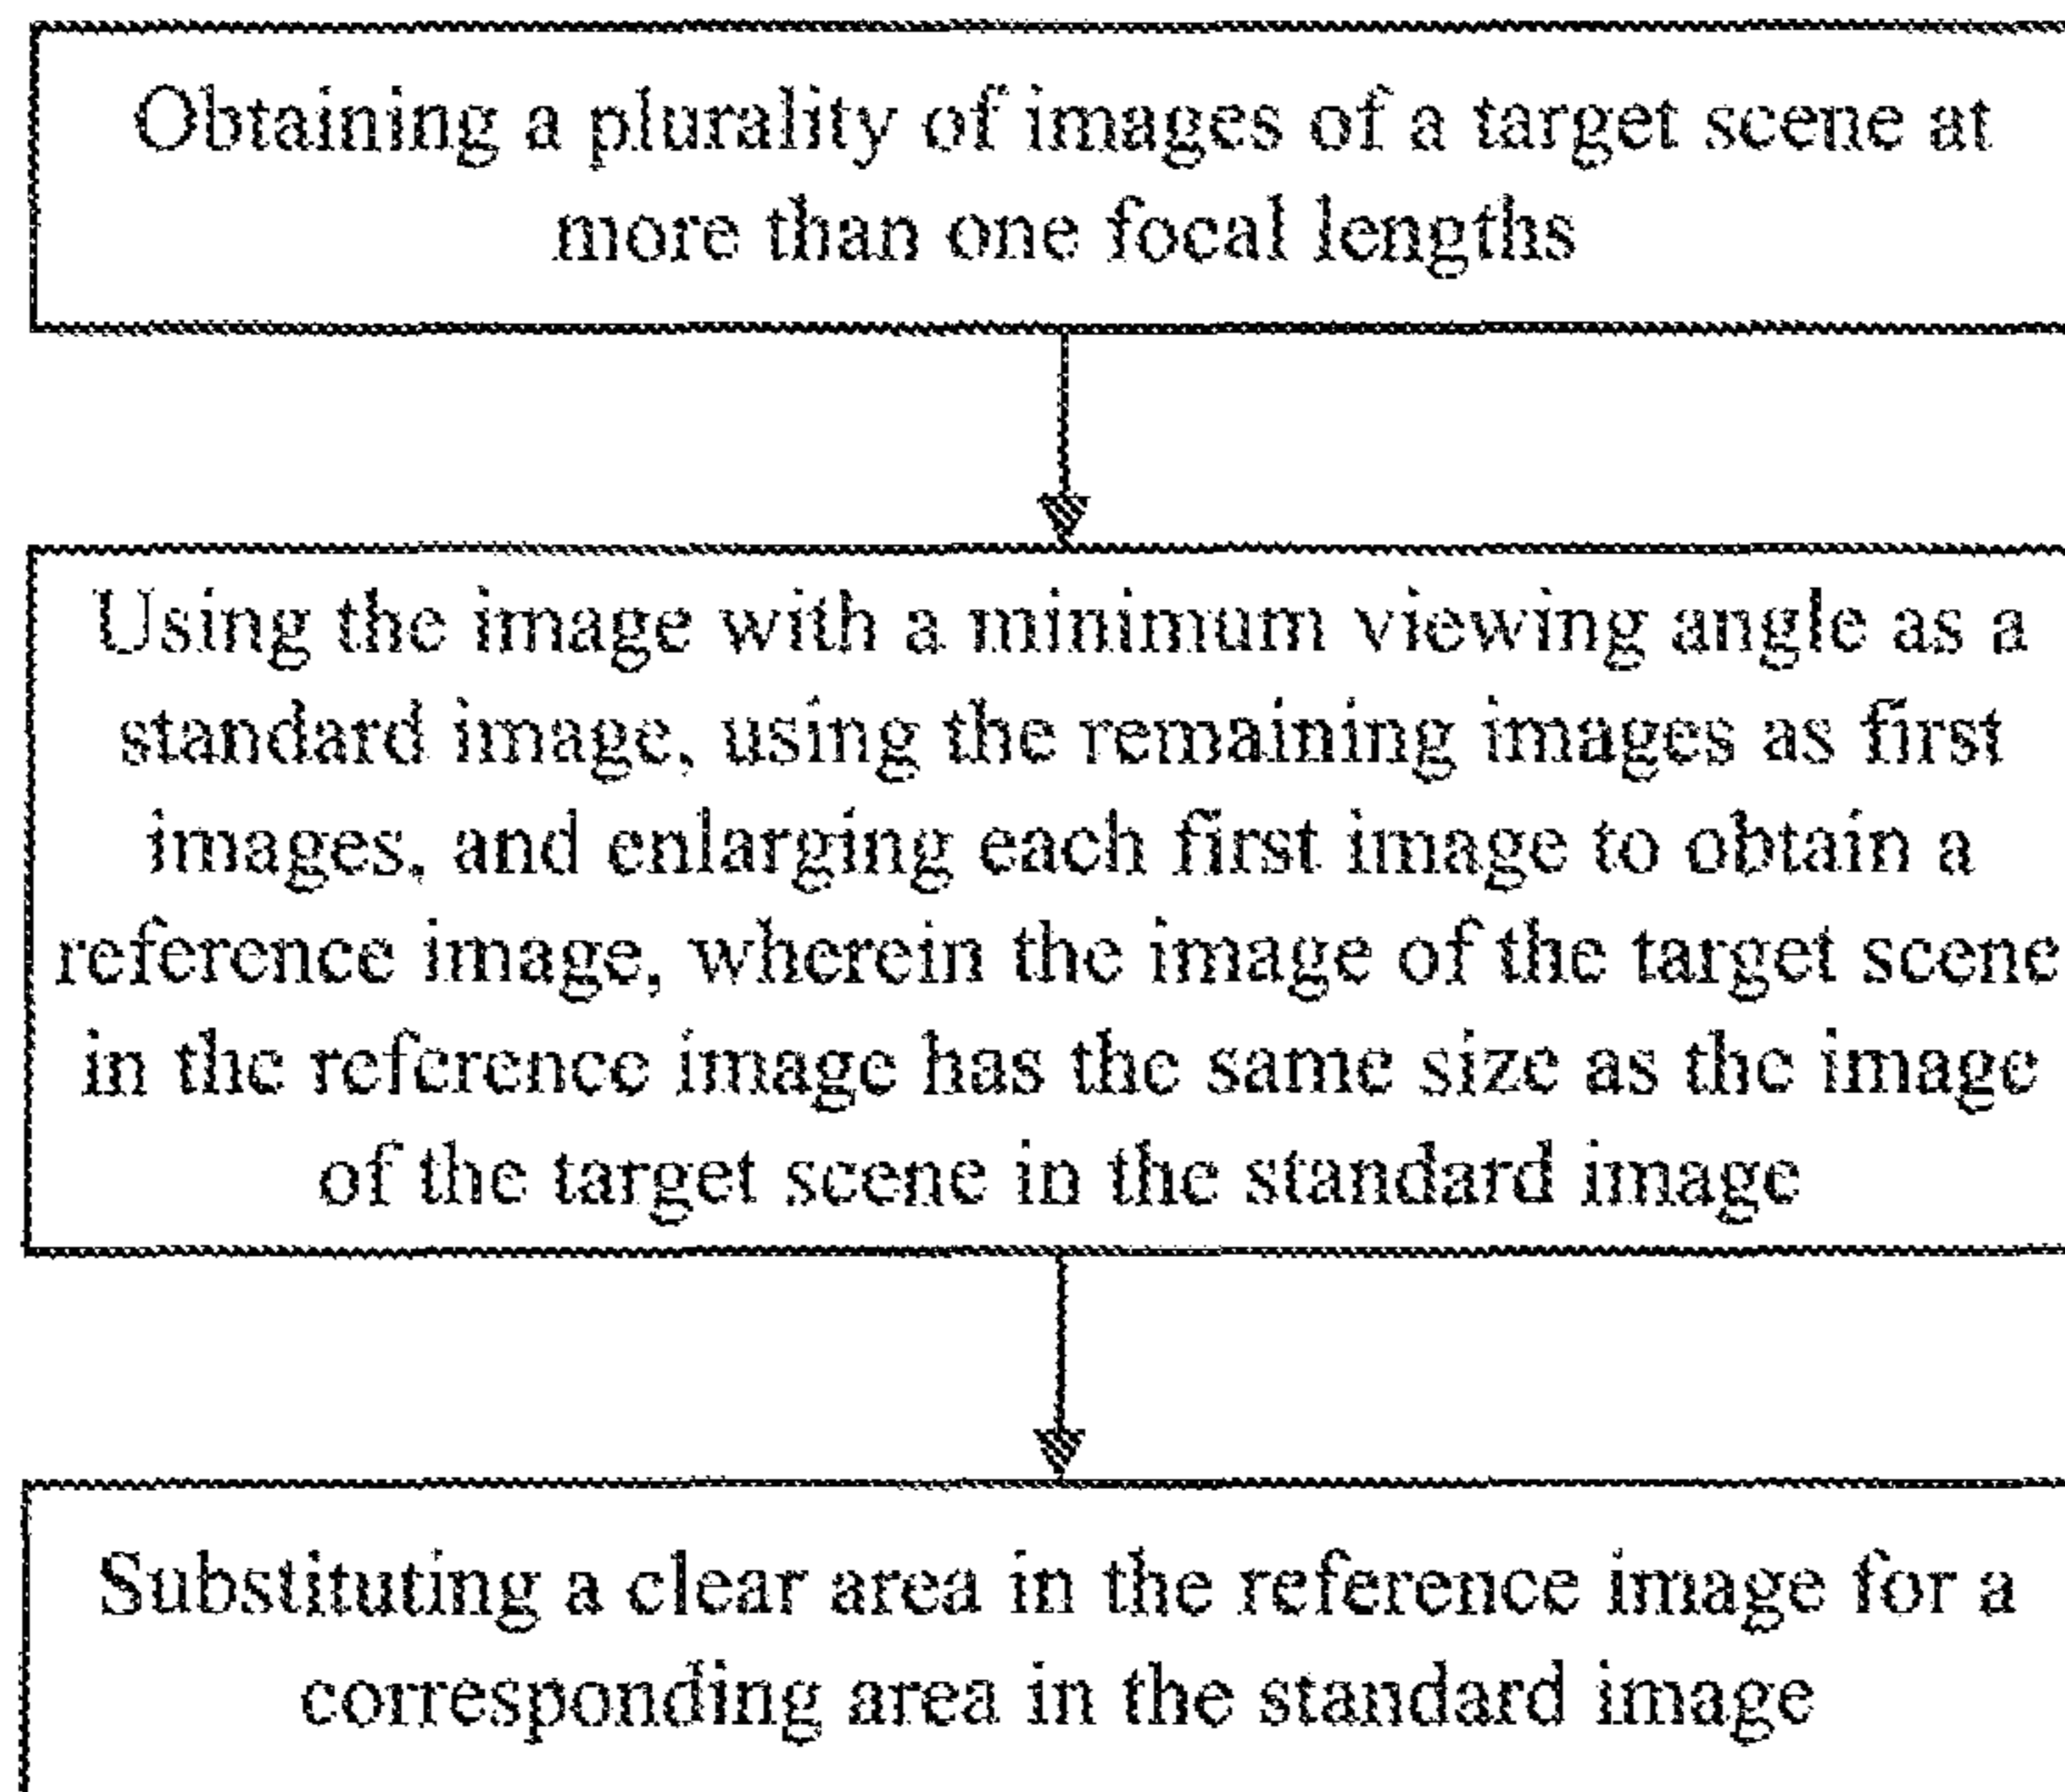 Obtaining a plurality of images of a target scene at
more than one focal lengths
Using the image with a minimum viewing angle as a
standard image, using the remaining images as first
images, and enlarging each first image to obtain a
reference image, wherein the image of the target scene
in the reference image has the same size as the image
of the target scene in the standard image
Substituting a clear area in the reference image for a
corresponding area in the standard image